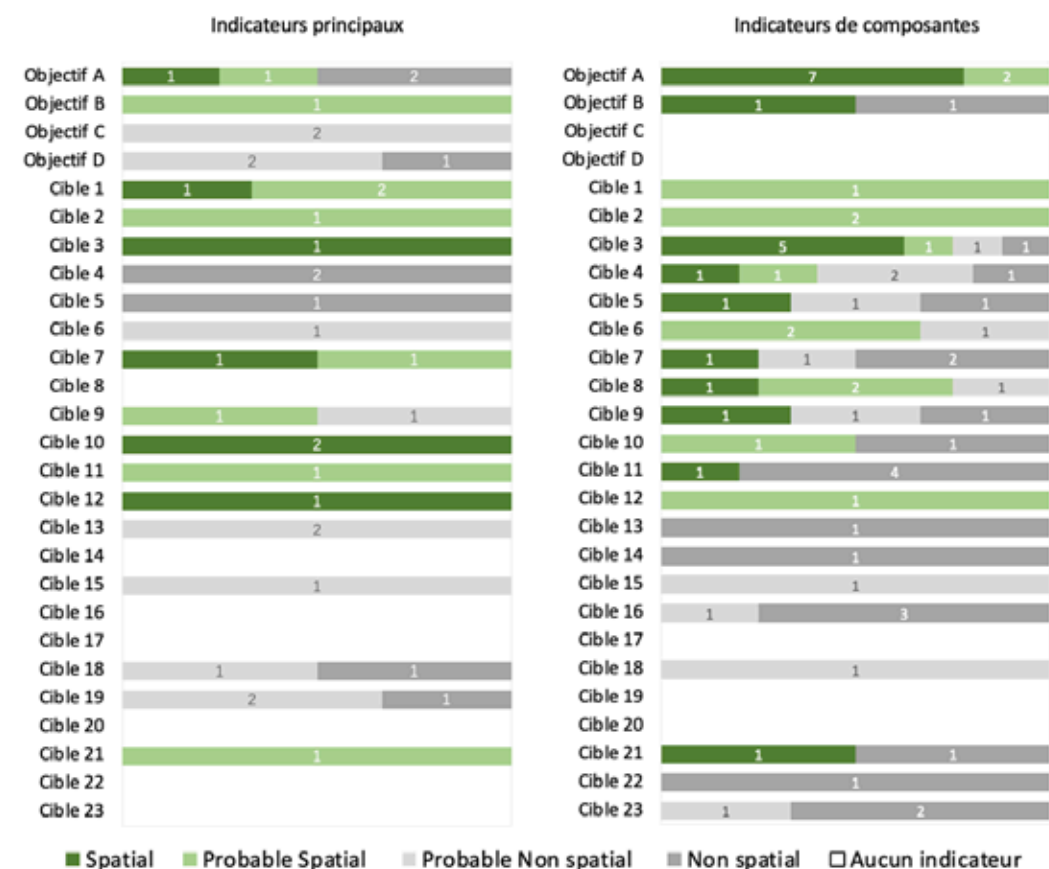 Indicateurs principaux
Objectif A 1 1 2
Objectif B 1
Objectif C 2
Objectif D 2 1
Cible 1 1 2
Cible 2 1
Cible 3 1
Cible 4 2
Cible 5 1
Cible 6 1
Cible 7 1 1
Cible 8
Cible 9 1 1
Cible 10 2
Cible 11 1
Cible 12 1
Cible 13 2
Cible 14
Cible 15 1
Cible 16
Cible 17
Cible 18 1 1
Cible 19 2 1
Cible 20
Cible 21 1
Cible 22
Cible 23
Indicateurs de composantes
Objectif A 7 2
Objectif B 1 1
Objectif C
Objectif D
Cible 1 1
Cible 2 2
Cible 3 5 1 1 1
Cible 4 1 1 2 1
Cible 5 1 1 1
Cible 6 2 1
Cible 7 1 1 2
Cible 8 1 2 1
Cible 9 1 1 1
Cible 10 1 1
Cible 11 1 4
Cible 12 1
Cible 13 1
Cible 14 1
Cible 15 1
Cible 16 1 3
Cible 17
Cible 18 1
Cible 19
Cible 20
Cible 21 1 1
Cible 22 1
Cible 23 1 2
Spatial Probable Spatial Probable Non spatial Non spatial Aucun indicateur